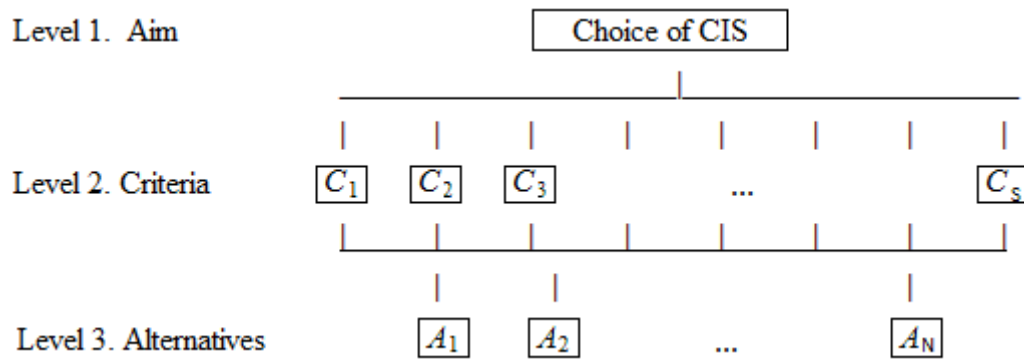 Level 1. Aim Choice of CIS
Level 2. Criteria C1 C2 C3 ... Cs
Level 3. Alternatives A1 A2 ... AN